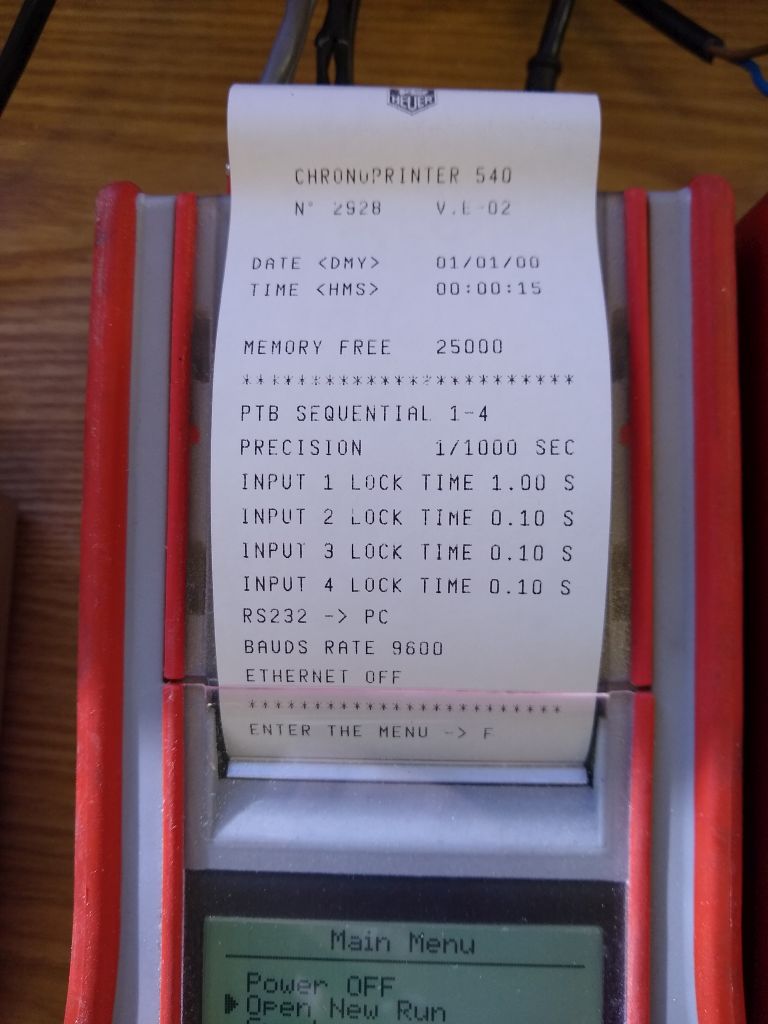 HEUER
CHRONOPRINTER 540
N° 2928 V.E-02
DATE <DMY> 01/01/00
TIME <HMS> 00:00:15
MEMORY FREE 25000
************************
PTB SEQUENTIAL 1-4
PRECISION 1/1000 SEC
INPUT 1 LOCK TIME 1.00 S
INPUT 2 LOCK TIME 0.10 S
INPUT 3 LOCK TIME 0.10 S
INPUT 4 LOCK TIME 0.10 S
RS232 -> PC
BAUDS RATE 9600
ETHERNET OFF
************************
ENTER THE MENU -> F
Main Menu
Power OFF
Open New Run